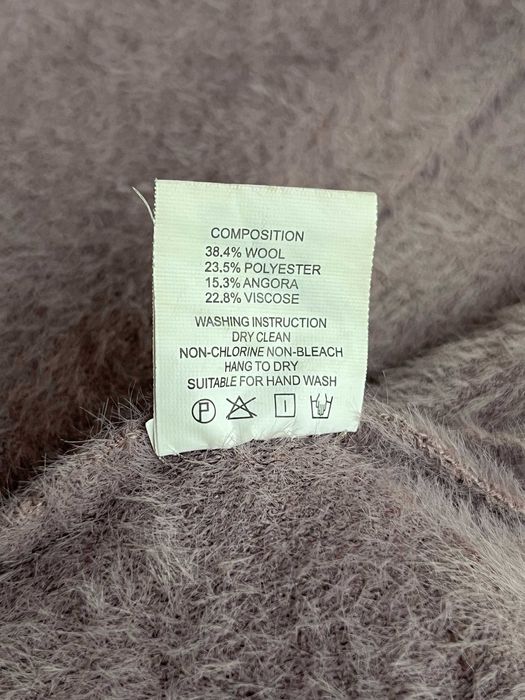 COMPOSITION
38.4% WOOL
23.5% POLYESTER
15.3% ANGORA
22.8% VISCOSE
WASHING INSTRUCTION
DRY CLEAN
NON-CHLORINE NON-BLEACH
HANG TO DRY
SUITABLE FOR HAND WASH
P